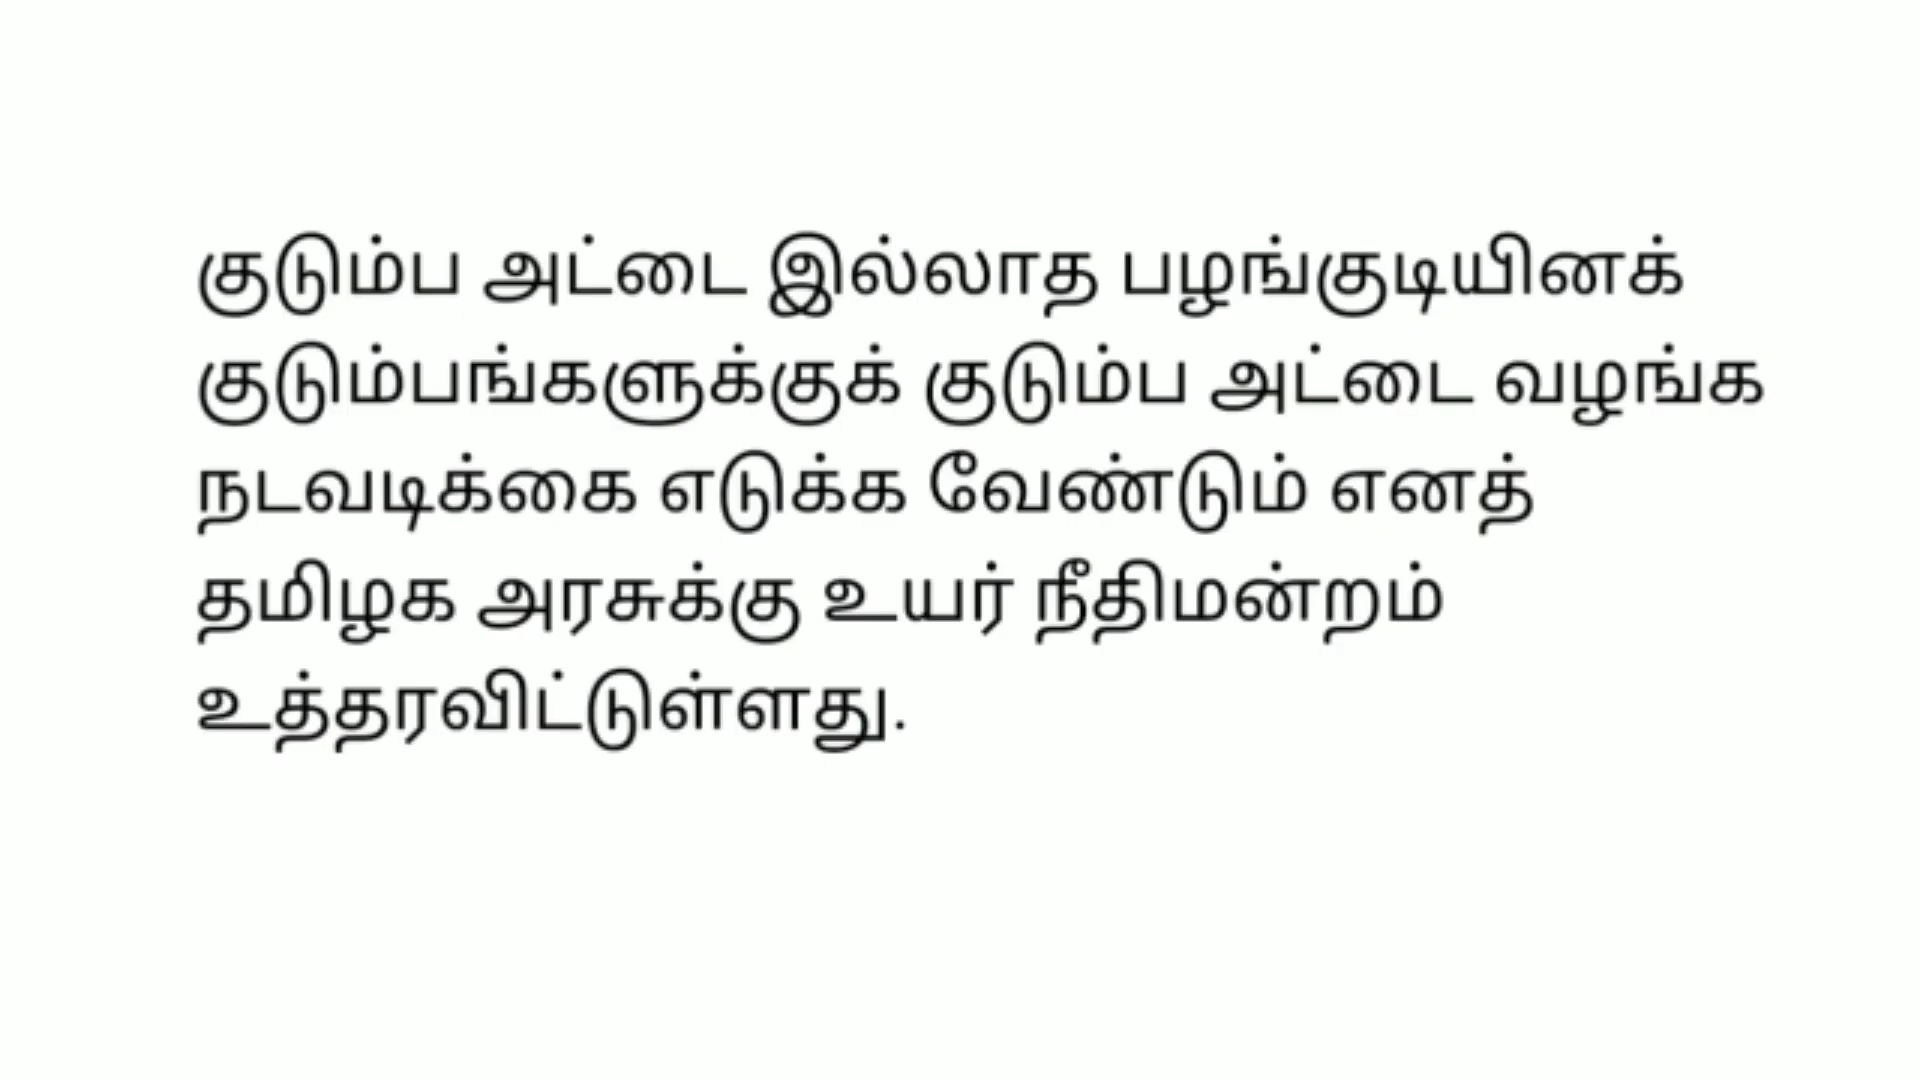 குடும்ப அட்டை இல்லாத பழங்குடியினக்
குடும்பங்களுக்குக் குடும்ப அட்டை வழங்க
நடவடிக்கை எடுக்க வேண்டும் எனத்
தமிழக அரசுக்கு உயர் நீதிமன்றம்
உத்தரவிட்டுள்ளது.